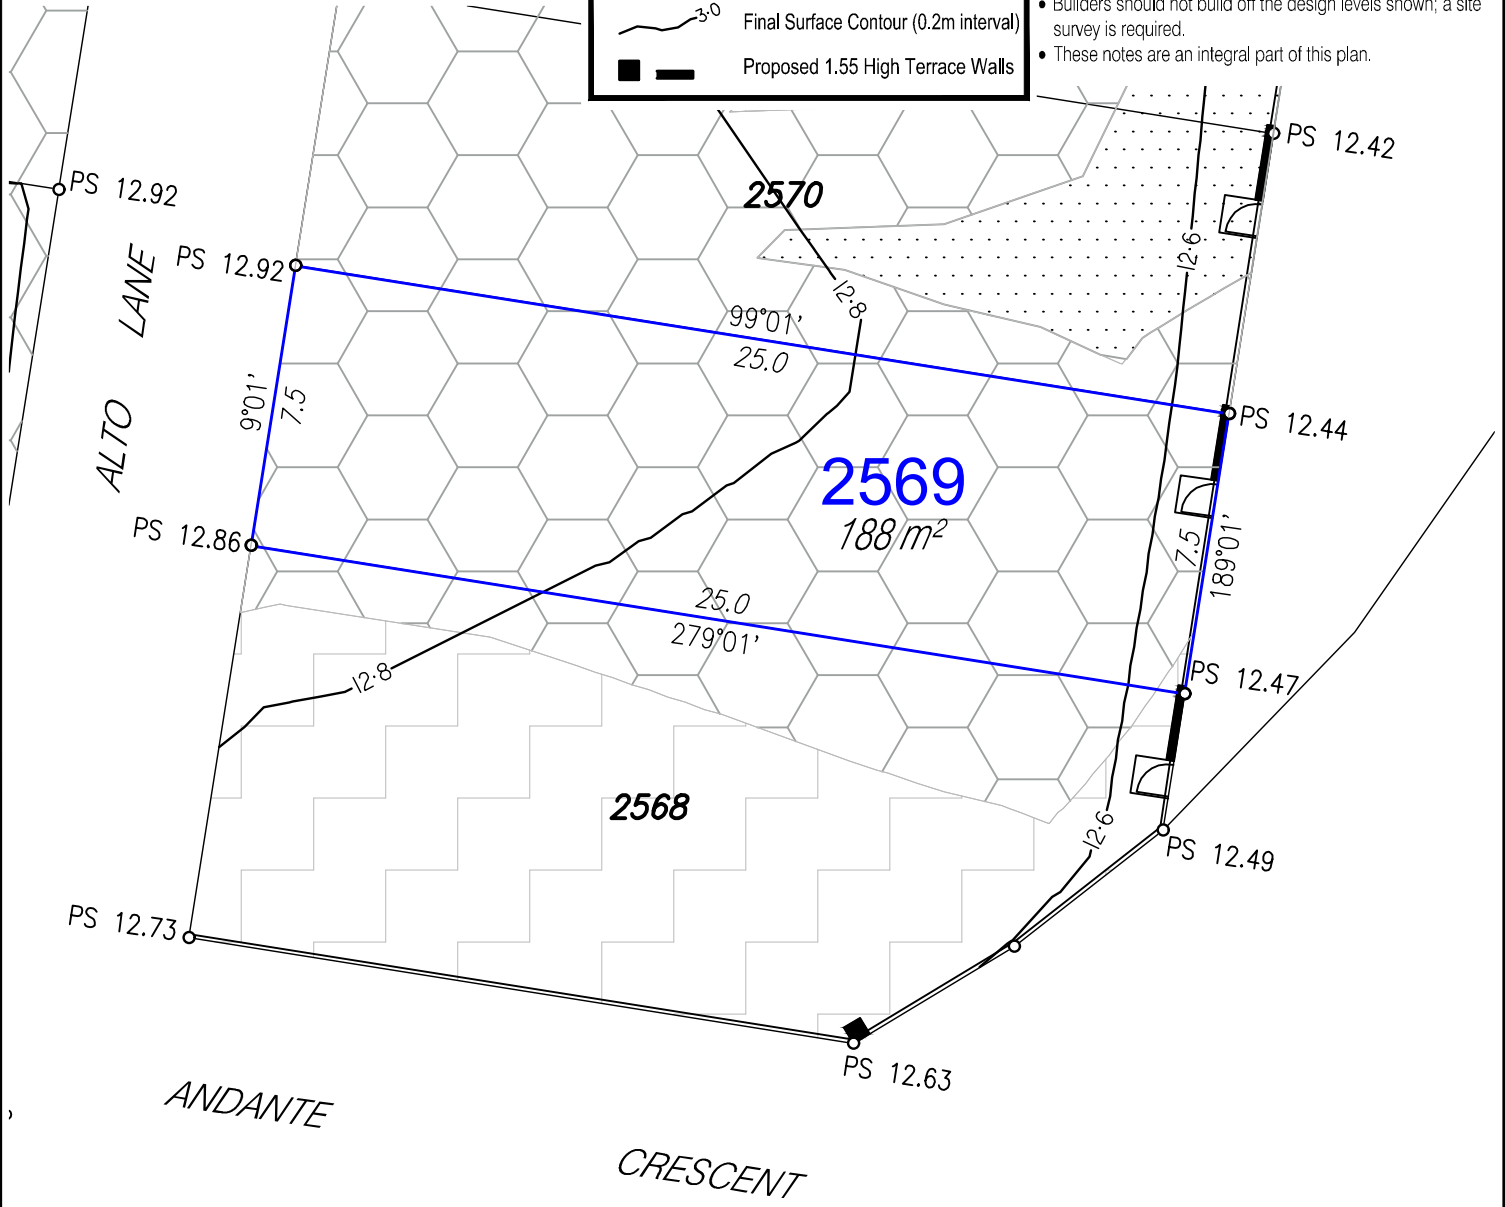 3·0
Final Surface Contour (0.2m interval)
Proposed 1.55 High Terrace Walls
• Builders should not build off the design levels shown; a site
survey is required.
• These notes are an integral part of this plan.
PS 12.42
PS 12.92
2570
PS 12.92
ALTO LANE
12·6
12·8
99°01'
25.0
9°01'
7.5
PS 12.44
2569
188 m²
PS 12.86
7.5
189°01'
25.0
279°01'
12·8
PS 12.47
2568
12·6
PS 12.49
PS 12.73
PS 12.63
ANDANTE
CRESCENT